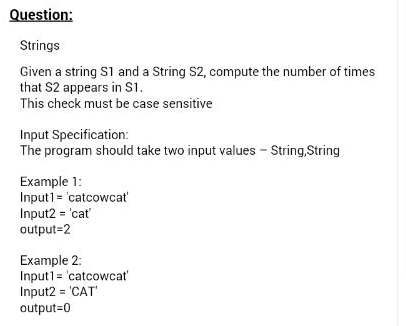 Question:
Strings
Given a string S1 and a String S2, compute the number of times
that S2 appears in S1.
This check must be case sensitive
Input Specification:
The program should take two input values – String,String
Example 1:
Input1= 'catcowcat'
Input2 = 'cat'
output=2
Example 2:
Input1= 'catcowcat'
Input2 = 'CAT'
output=0